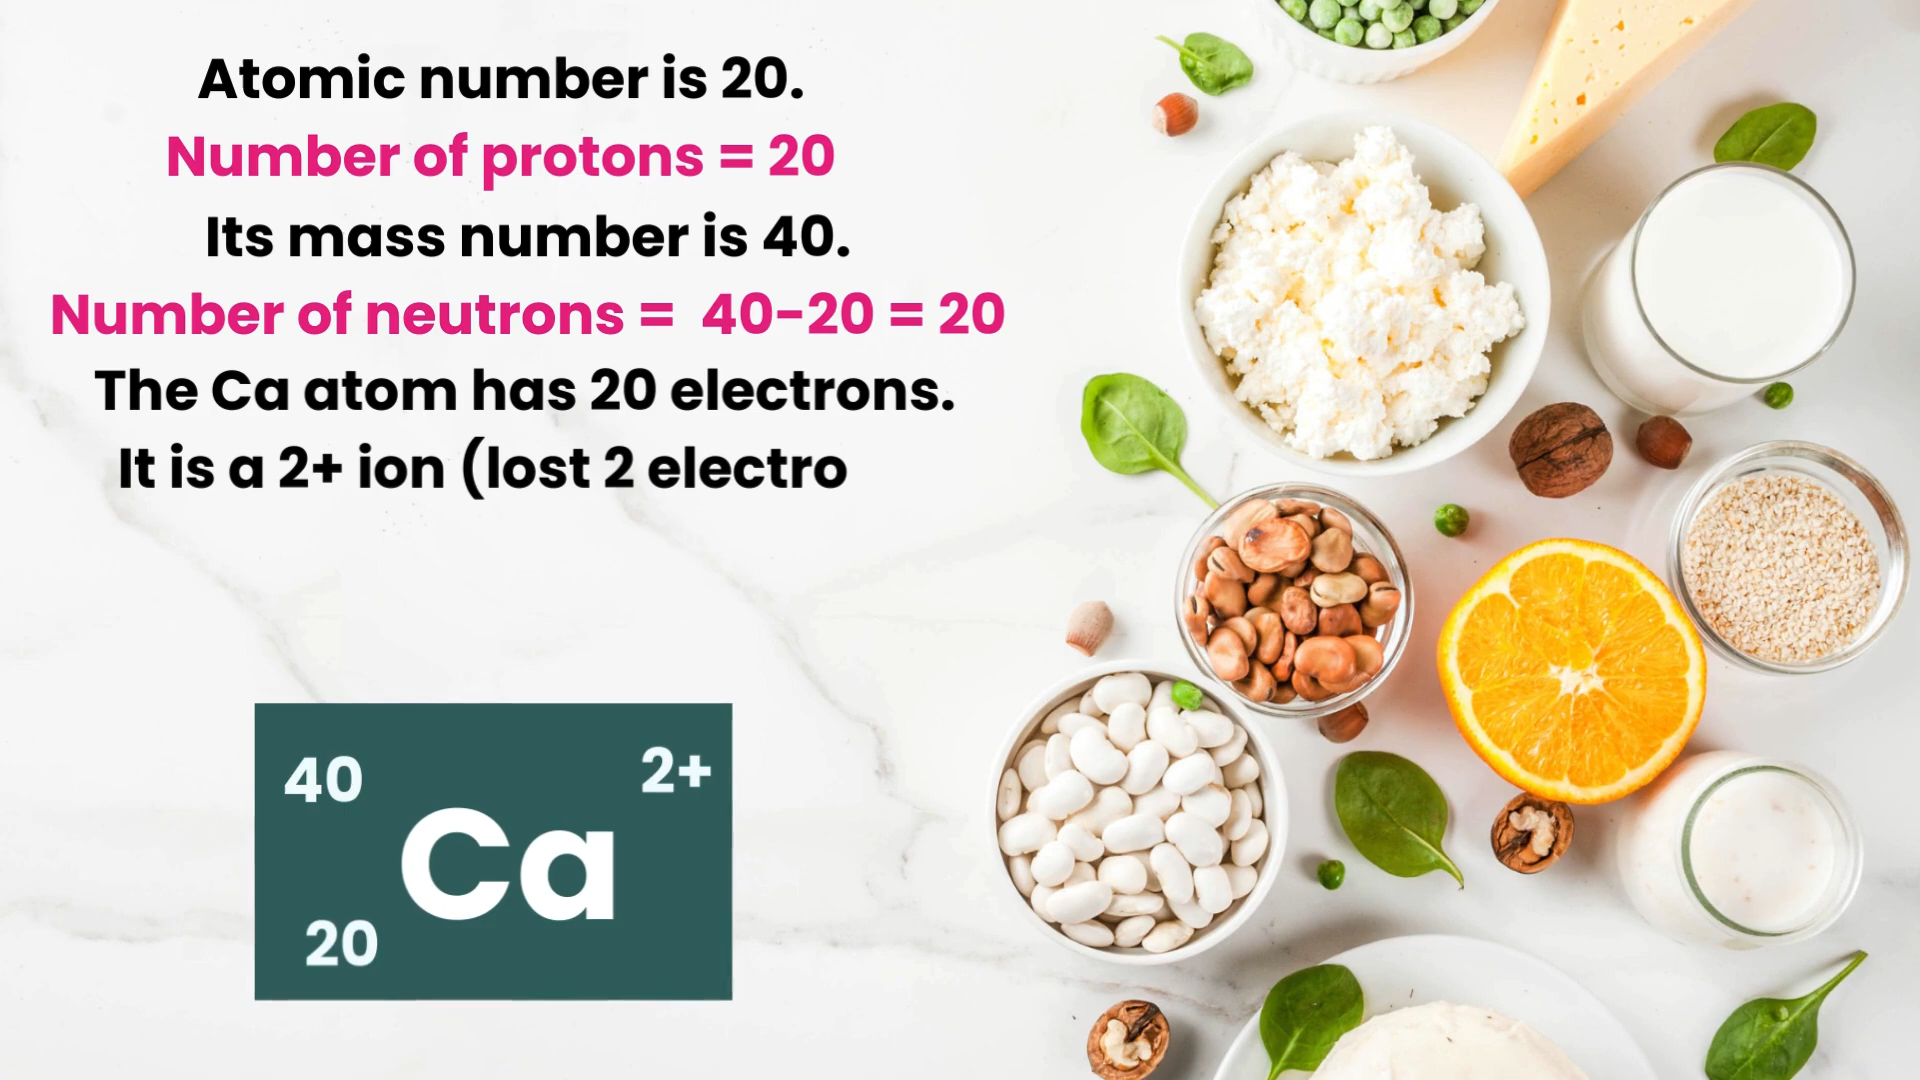 Atomic number is 20.
Number of protons = 20
Its mass number is 40.
Number of neutrons = 40-20 = 20
The Ca atom has 20 electrons.
It is a 2+ ion (lost 2 electro
40
2+
Ca
20